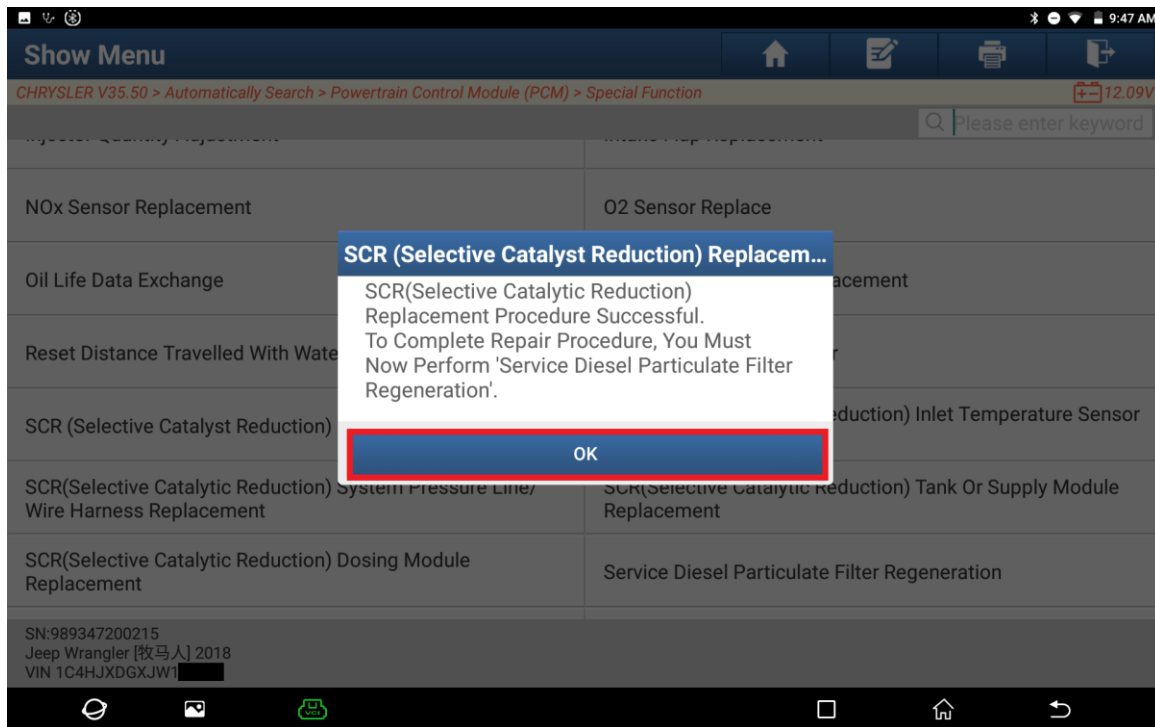 9:47 AM
Show Menu
CHRYSLER V35.50 > Automatically Search > Powertrain Control Module (PCM) > Special Function
12.09V
Please enter keyword
NOx Sensor Replacement
O2 Sensor Replace
SCR (Selective Catalyst Reduction) Replacem...
Oil Life Data Exchange
acement
SCR(Selective Catalytic Reduction)
Replacement Procedure Successful.
To Complete Repair Procedure, You Must
Now Perform 'Service Diesel Particulate Filter
Regeneration'.
Reset Distance Travelled With Wate
r
SCR (Selective Catalyst Reduction)
eduction) Inlet Temperature Sensor
OK
SCR(Selective Catalytic Reduction) System Pressure Line/
Wire Harness Replacement
SCR(Selective Catalytic Reduction) Tank Or Supply Module
Replacement
SCR(Selective Catalytic Reduction) Dosing Module
Replacement
Service Diesel Particulate Filter Regeneration
SN:989347200215
Jeep Wrangler [牧马人] 2018
VIN 1C4HJXDGXJW1
VCI